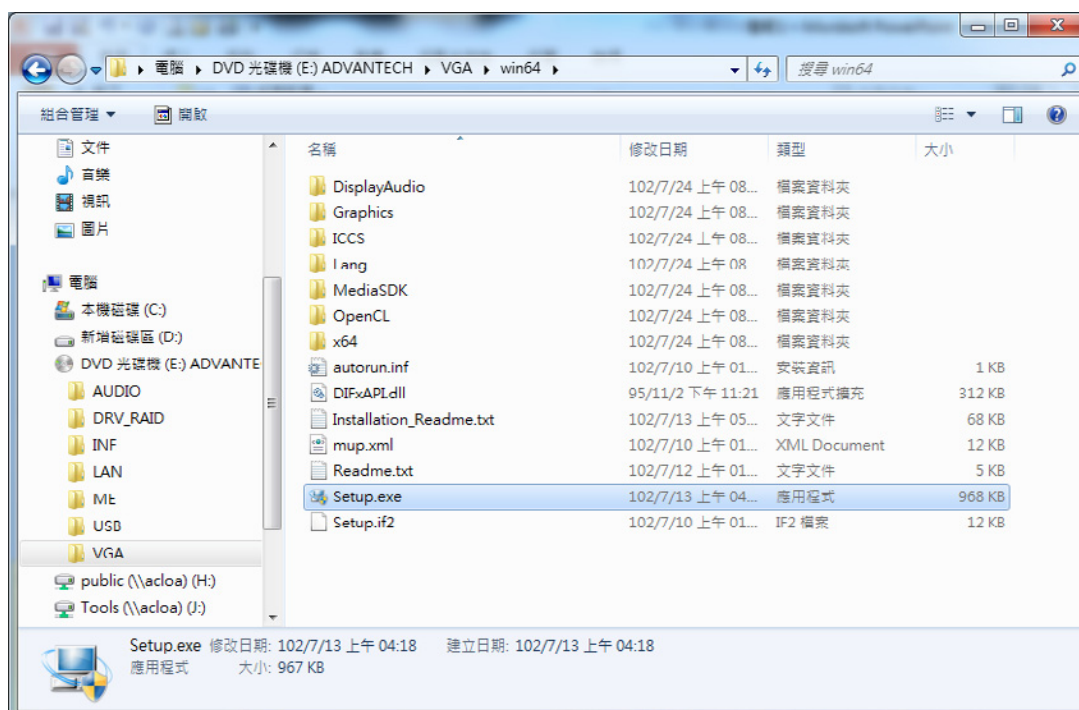 電腦 ▸ DVD 光碟機 (E:) ADVANTECH ▸ VGA ▸ win64 ▸
搜尋 win64
組合管理 開啟
文件
音樂
視訊
圖片
電腦
本機磁碟 (C:)
新增磁碟區 (D:)
DVD 光碟機 (E:) ADVANTE
AUDIO
DRV_RAID
INF
LAN
ME
USB
VGA
public (\\acloa) (H:)
Tools (\\acloa) (J:)
名稱 修改日期 類型 大小
DisplayAudio 102/7/24 上午 08... 檔案資料夾
Graphics 102/7/24 上午 08... 檔案資料夾
ICCS 102/7/24 上午 08... 檔案資料夾
Lang 102/7/24 上午 08 檔案資料夾
MediaSDK 102/7/24 上午 08... 檔案資料夾
OpenCL 102/7/24 上午 08... 檔案資料夾
x64 102/7/24 上午 08... 檔案資料夾
autorun.inf 102/7/10 上午 01... 安裝資訊 1 KB
DIFxAPI.dll 95/11/2 下午 11:21 應用程式擴充 312 KB
Installation_Readme.txt 102/7/13 上午 05... 文字文件 68 KB
mup.xml 102/7/10 上午 01... XML Document 12 KB
Readme.txt 102/7/12 上午 01... 文字文件 5 KB
Setup.exe 102/7/13 上午 04... 應用程式 968 KB
Setup.if2 102/7/10 上午 01... IF2 檔案 12 KB
Setup.exe 修改日期: 102/7/13 上午 04:18 建立日期: 102/7/13 上午 04:18
應用程式 大小: 967 KB